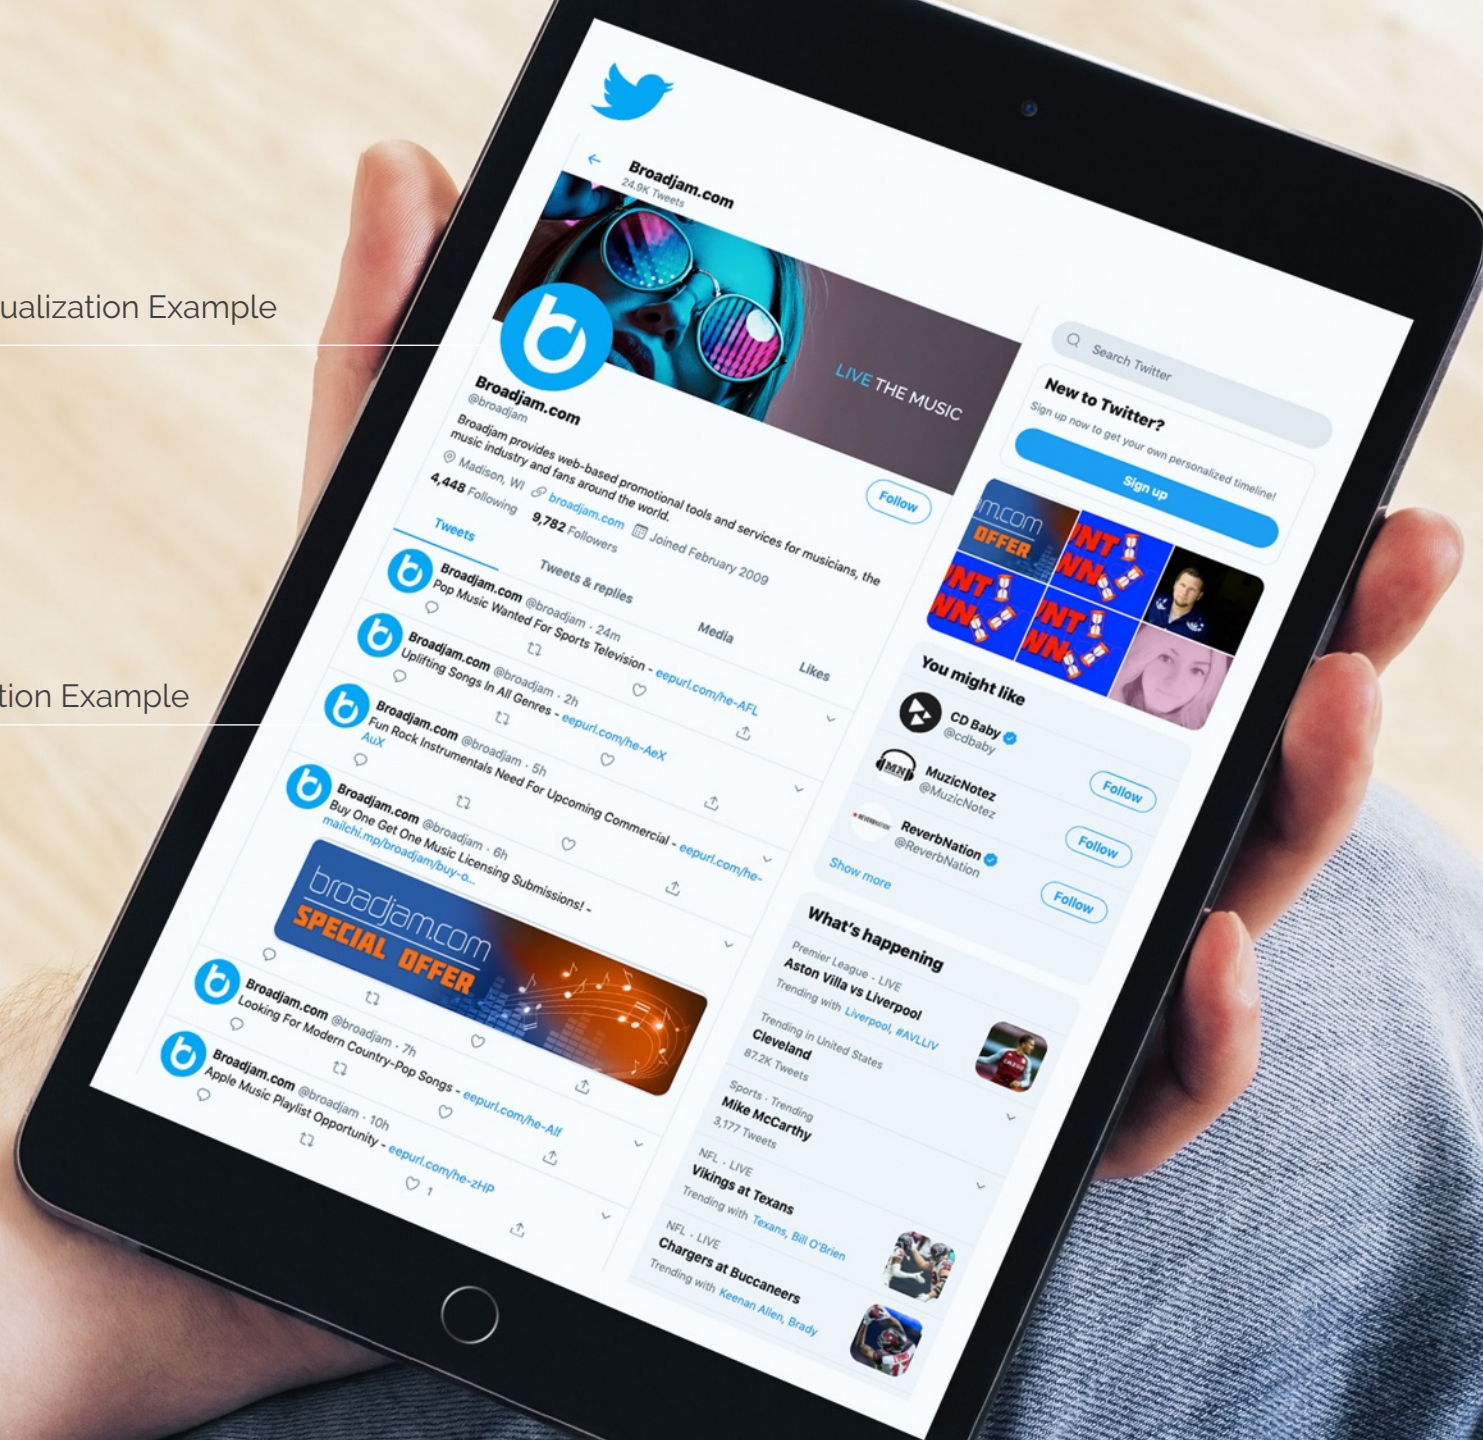 ualization Example
tion Example
Broadjam.com
24.9K Tweets
LIVE THE MUSIC
Broadjam.com
@broadjam
Follow
Broadjam provides web-based promotional tools and services for musicians, the
music industry and fans around the world.
Madison, WI broadjam.com Joined February 2009
4,448 Following 9,782 Followers
Tweets Tweets & replies Media Likes
Broadjam.com @broadjam · 24m
Pop Music Wanted For Sports Television - eepurl.com/he-AFL
Broadjam.com @broadjam · 2h
Uplifting Songs In All Genres - eepurl.com/he-AeX
Broadjam.com @broadjam · 5h
Fun Rock Instrumentals Need For Upcoming Commercial - eepurl.com/he-
AuX
Broadjam.com @broadjam · 6h
Buy One Get One Music Licensing Submissions! -
mailchi.mp/broadjam/buy-o...
broadjam.com
SPECIAL OFFER
Broadjam.com @broadjam · 7h
Looking For Modern Country-Pop Songs - eepurl.com/he-AIf
Broadjam.com @broadjam · 10h
Apple Music Playlist Opportunity - eepurl.com/he-zHP
1
Search Twitter
New to Twitter?
Sign up now to get your own personalized timeline!
Sign up
m.com
OFFER
UNT
WN
UNT
WN
UNT
WN
You might like
CD Baby
@cdbaby
Follow
MN
MuzicNotez
@MuzicNotez
Follow
REVERBNATION
ReverbNation
@ReverbNation
Follow
Show more
What's happening
Premier League · LIVE
Aston Villa vs Liverpool
Trending with Liverpool, #AVLLIV
Trending in United States
Cleveland
87.2K Tweets
Sports · Trending
Mike McCarthy
3,177 Tweets
NFL · LIVE
Vikings at Texans
Trending with Texans, Bill O'Brien
NFL · LIVE
Chargers at Buccaneers
Trending with Keenan Allen, Brady